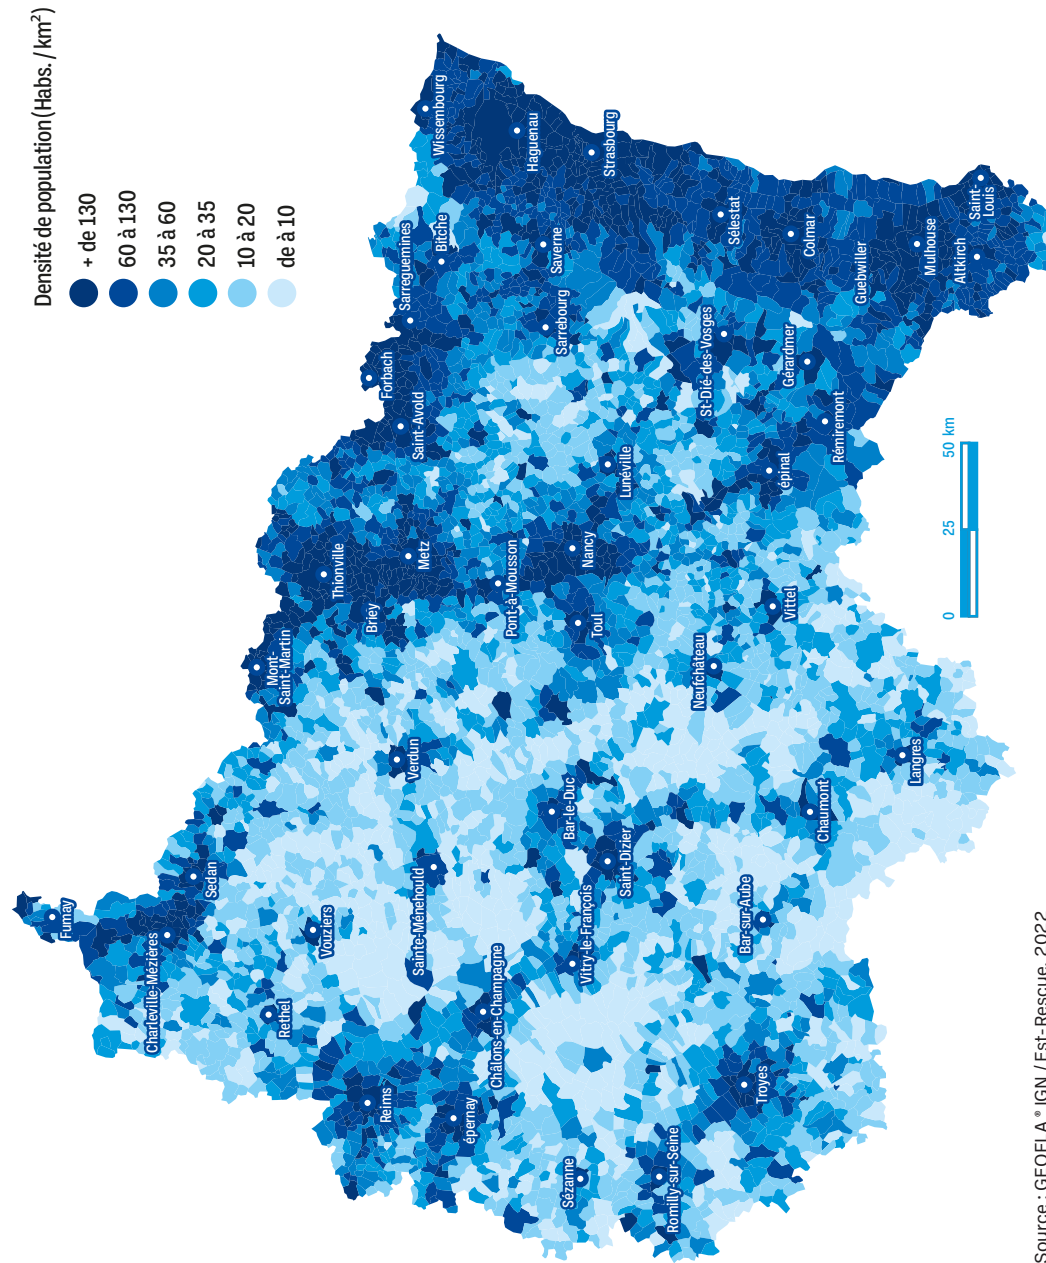 Densité de population (Habs. / km²)
+ de130
60 à 130
35 à 60
20 à 35
10 à 20
de à 10
Fumay
Charleville-Mézières
Sedan
Rethel
Vouziers
Reims
épernay
Châlons-en-Champagne
Sainte-Ménehould
Verdun
Mont-
Saint-Martin
Briey
Thionville
Metz
Pont-à-Mousson
Saint-Avold
Forbach
Sarreguemines
Bitche
Wissembourg
Haguenau
Strasbourg
Saverne
Sarrebourg
Lunéville
Nancy
Toul
Bar-le-Duc
Saint-Dizier
Vitry-le-François
Sézanne
Romilly-sur-Seine
Troyes
Bar-sur-Aube
Chaumont
Langres
Neufchâteau
Vittel
épinal
Rémiremont
Gérardmer
St-Dié-des-Vosges
Sélestat
Colmar
Guebwiller
Mulhouse
Altkirch
Saint-
Louis
0 25 50 km
Source : GEOFLA ® IGN / Est-Rescue, 2022